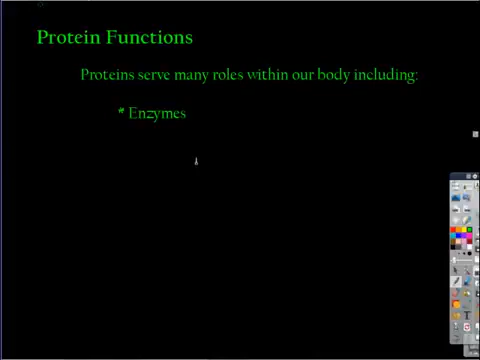 Protein Functions
Proteins serve many roles within our body including:
* Enzymes